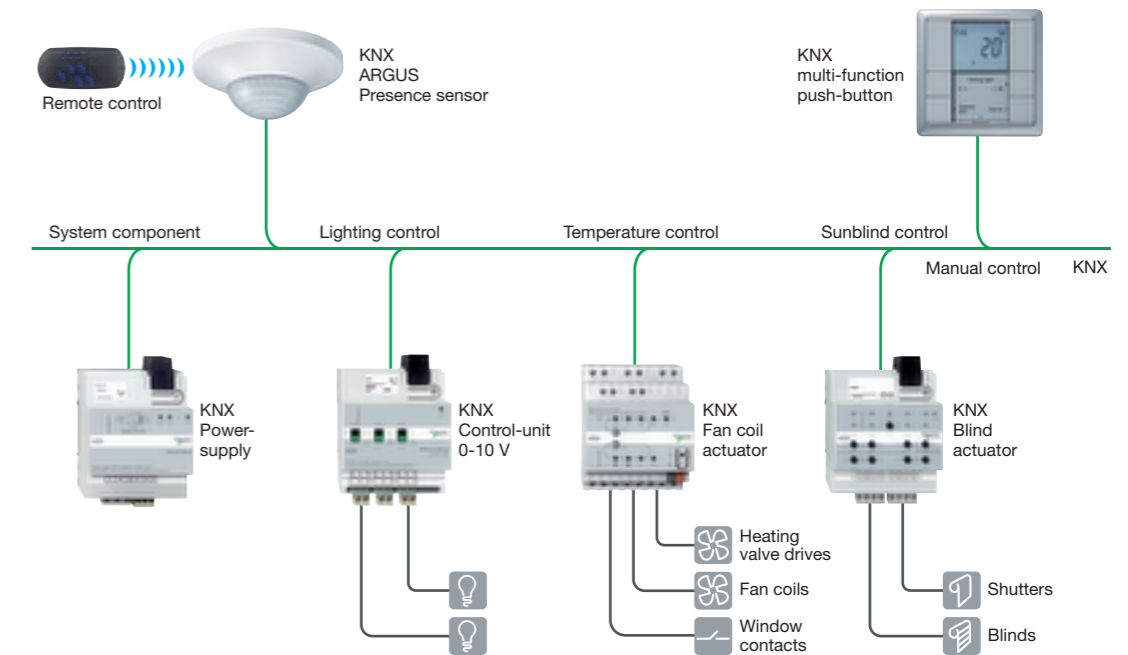 Remote control
KNX
ARGUS
Presence sensor
KNX
multi-function
push-button
20
System component
Lighting control
Temperature control
Sunblind control
Manual control
KNX
KNX
Power-
supply
KNX
Control-unit
0-10 V
KNX
Fan coil
actuator
KNX
Blind
actuator
Heating
valve drives
Fan coils
Window
contacts
Shutters
Blinds